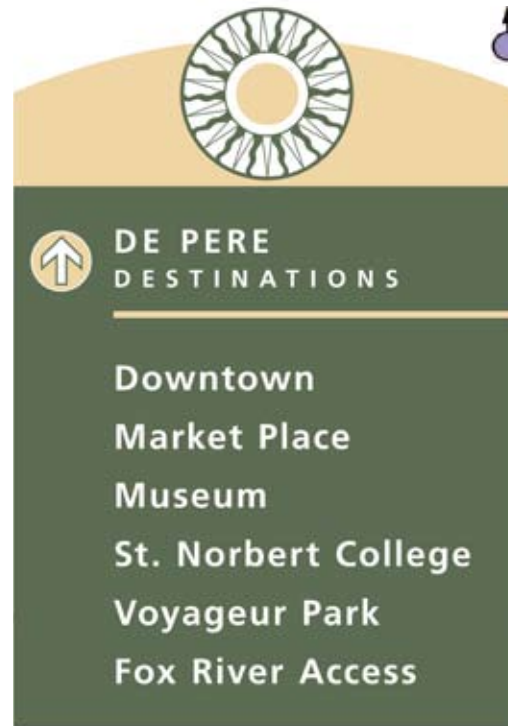 DE PERE
DESTINATIONS
Downtown
Market Place
Museum
St. Norbert College
Voyageur Park
Fox River Access